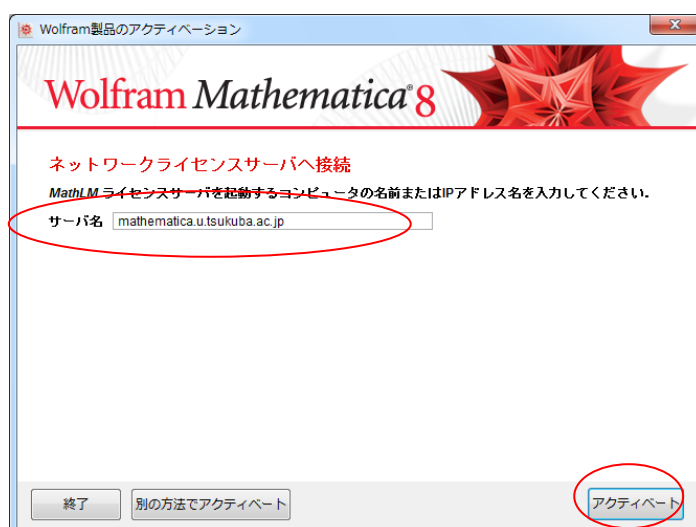 Wolfram製品のアクティベーション
Wolfram Mathematica®8
ネットワークライセンスサーバへ接続
MathLM ライセンスサーバを起動するコンピュータの名前またはIPアドレス名を入力してください.
サーバ名 mathematica.u.tsukuba.ac.jp
終了 別の方法でアクティベート アクティベート